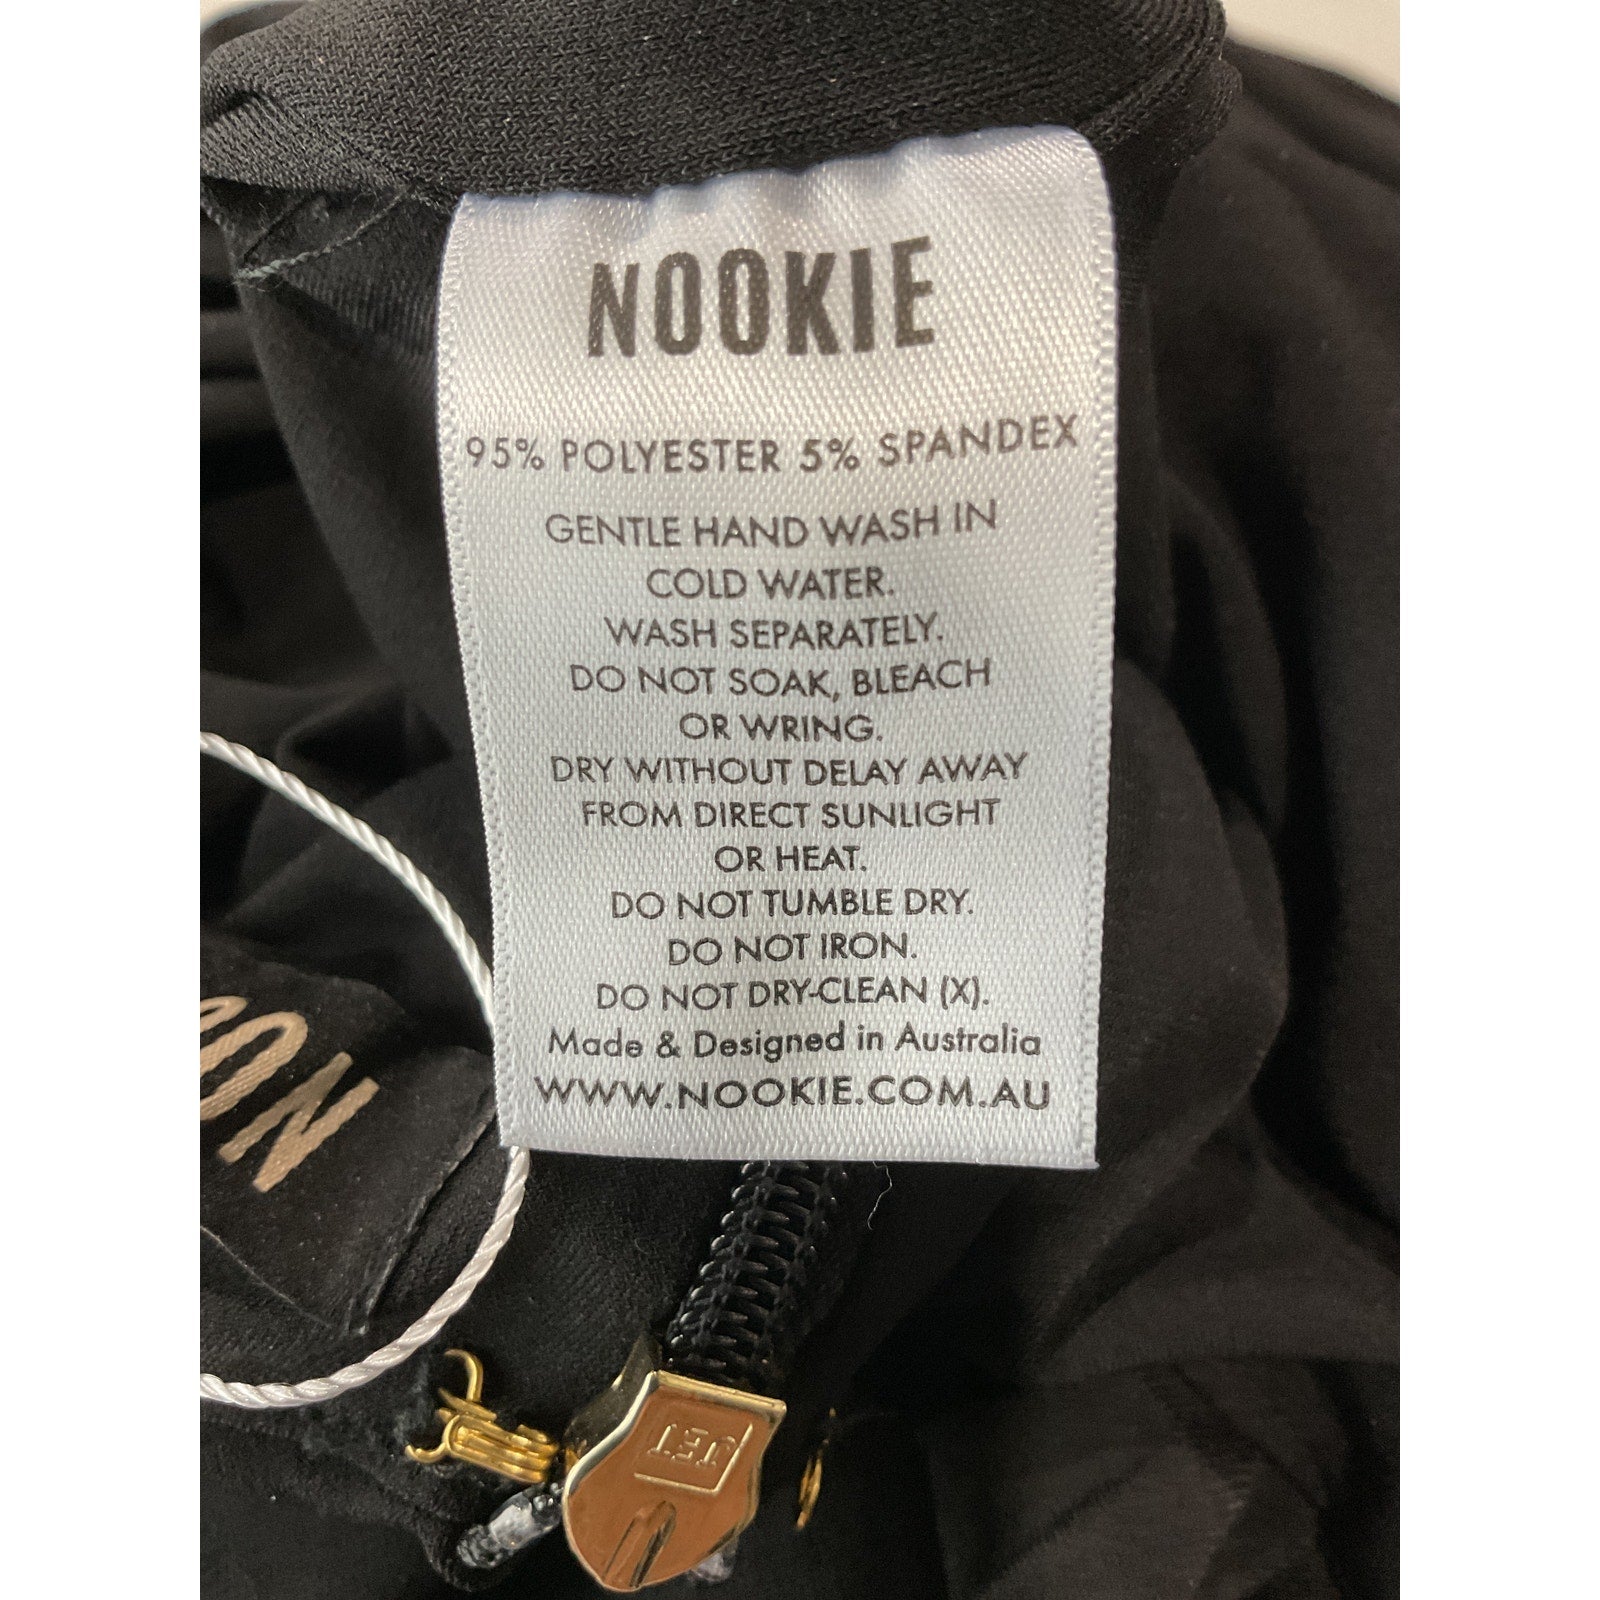 NOOKIE
95% POLYESTER 5% SPANDEX
GENTLE HAND WASH IN
COLD WATER.
WASH SEPARATELY.
DO NOT SOAK, BLEACH
OR WRING.
DRY WITHOUT DELAY AWAY
FROM DIRECT SUNLIGHT
OR HEAT.
DO NOT TUMBLE DRY.
DO NOT IRON.
DO NOT DRY-CLEAN (X).
Made & Designed in Australia
WWW.NOOKIE.COM.AU
JET